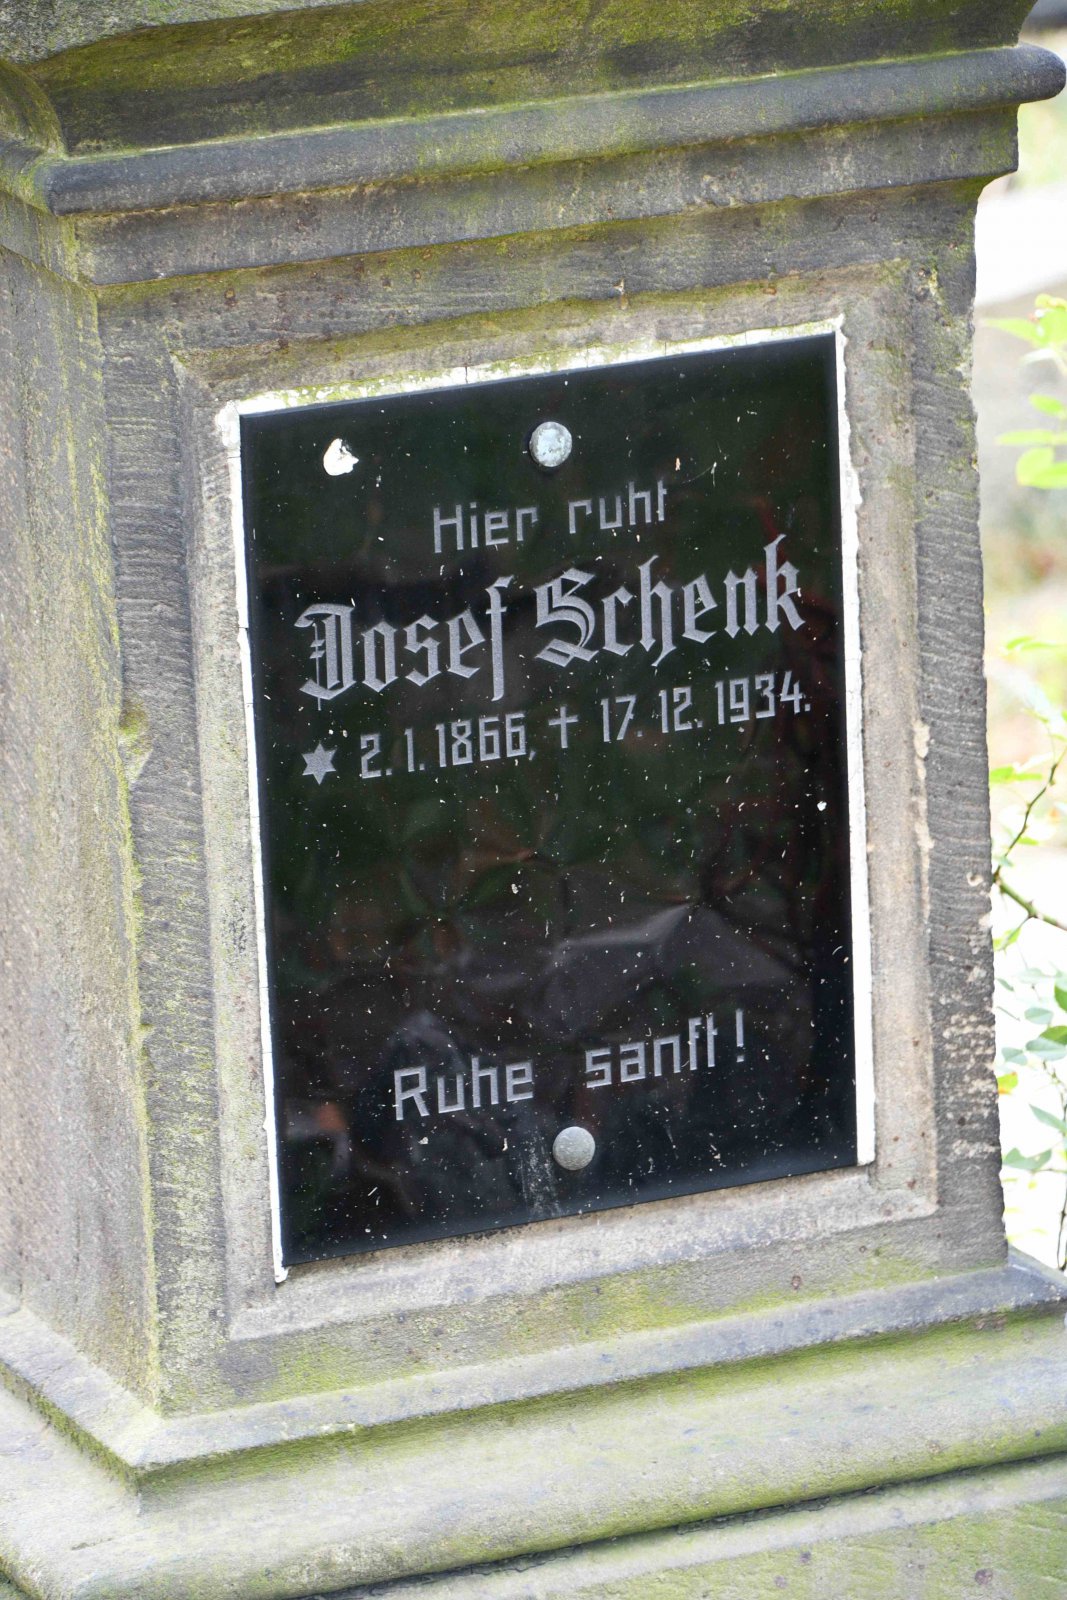 Hier ruht
Josef Schenk
* 2.1.1866, † 17.12.1934.
Ruhe sanft!